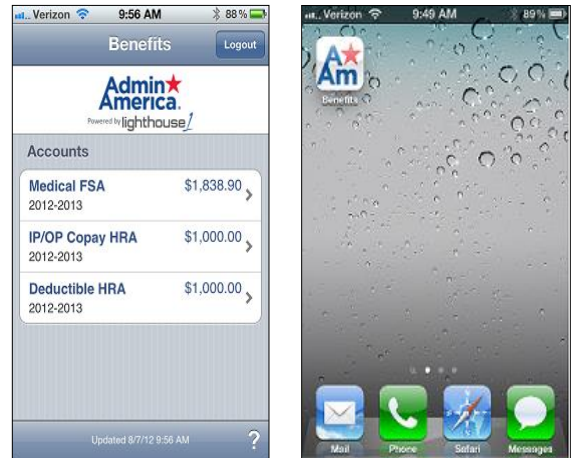 Verizon 9:56 AM 88%
Benefits
Logout
Admin
America.
Powered by lighthouse1
Accounts
Medical FSA $1,838.90
2012-2013
IP/OP Copay HRA $1,000.00
2012-2013
Deductible HRA $1,000.00
2012-2013
Updated 8/7/12 9:56 AM ?
Verizon 9:49 AM 89%
A
Am
Benefits
Mail Phone Safari Messages